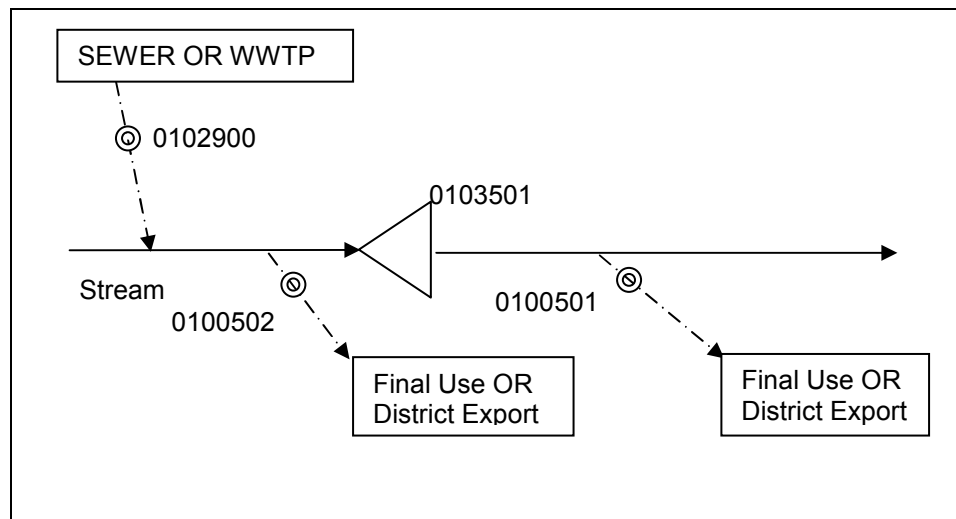 SEWER OR WWTP
0102900
0103501
Stream
0100502
0100501
Final Use OR
District Export
Final Use OR
District Export